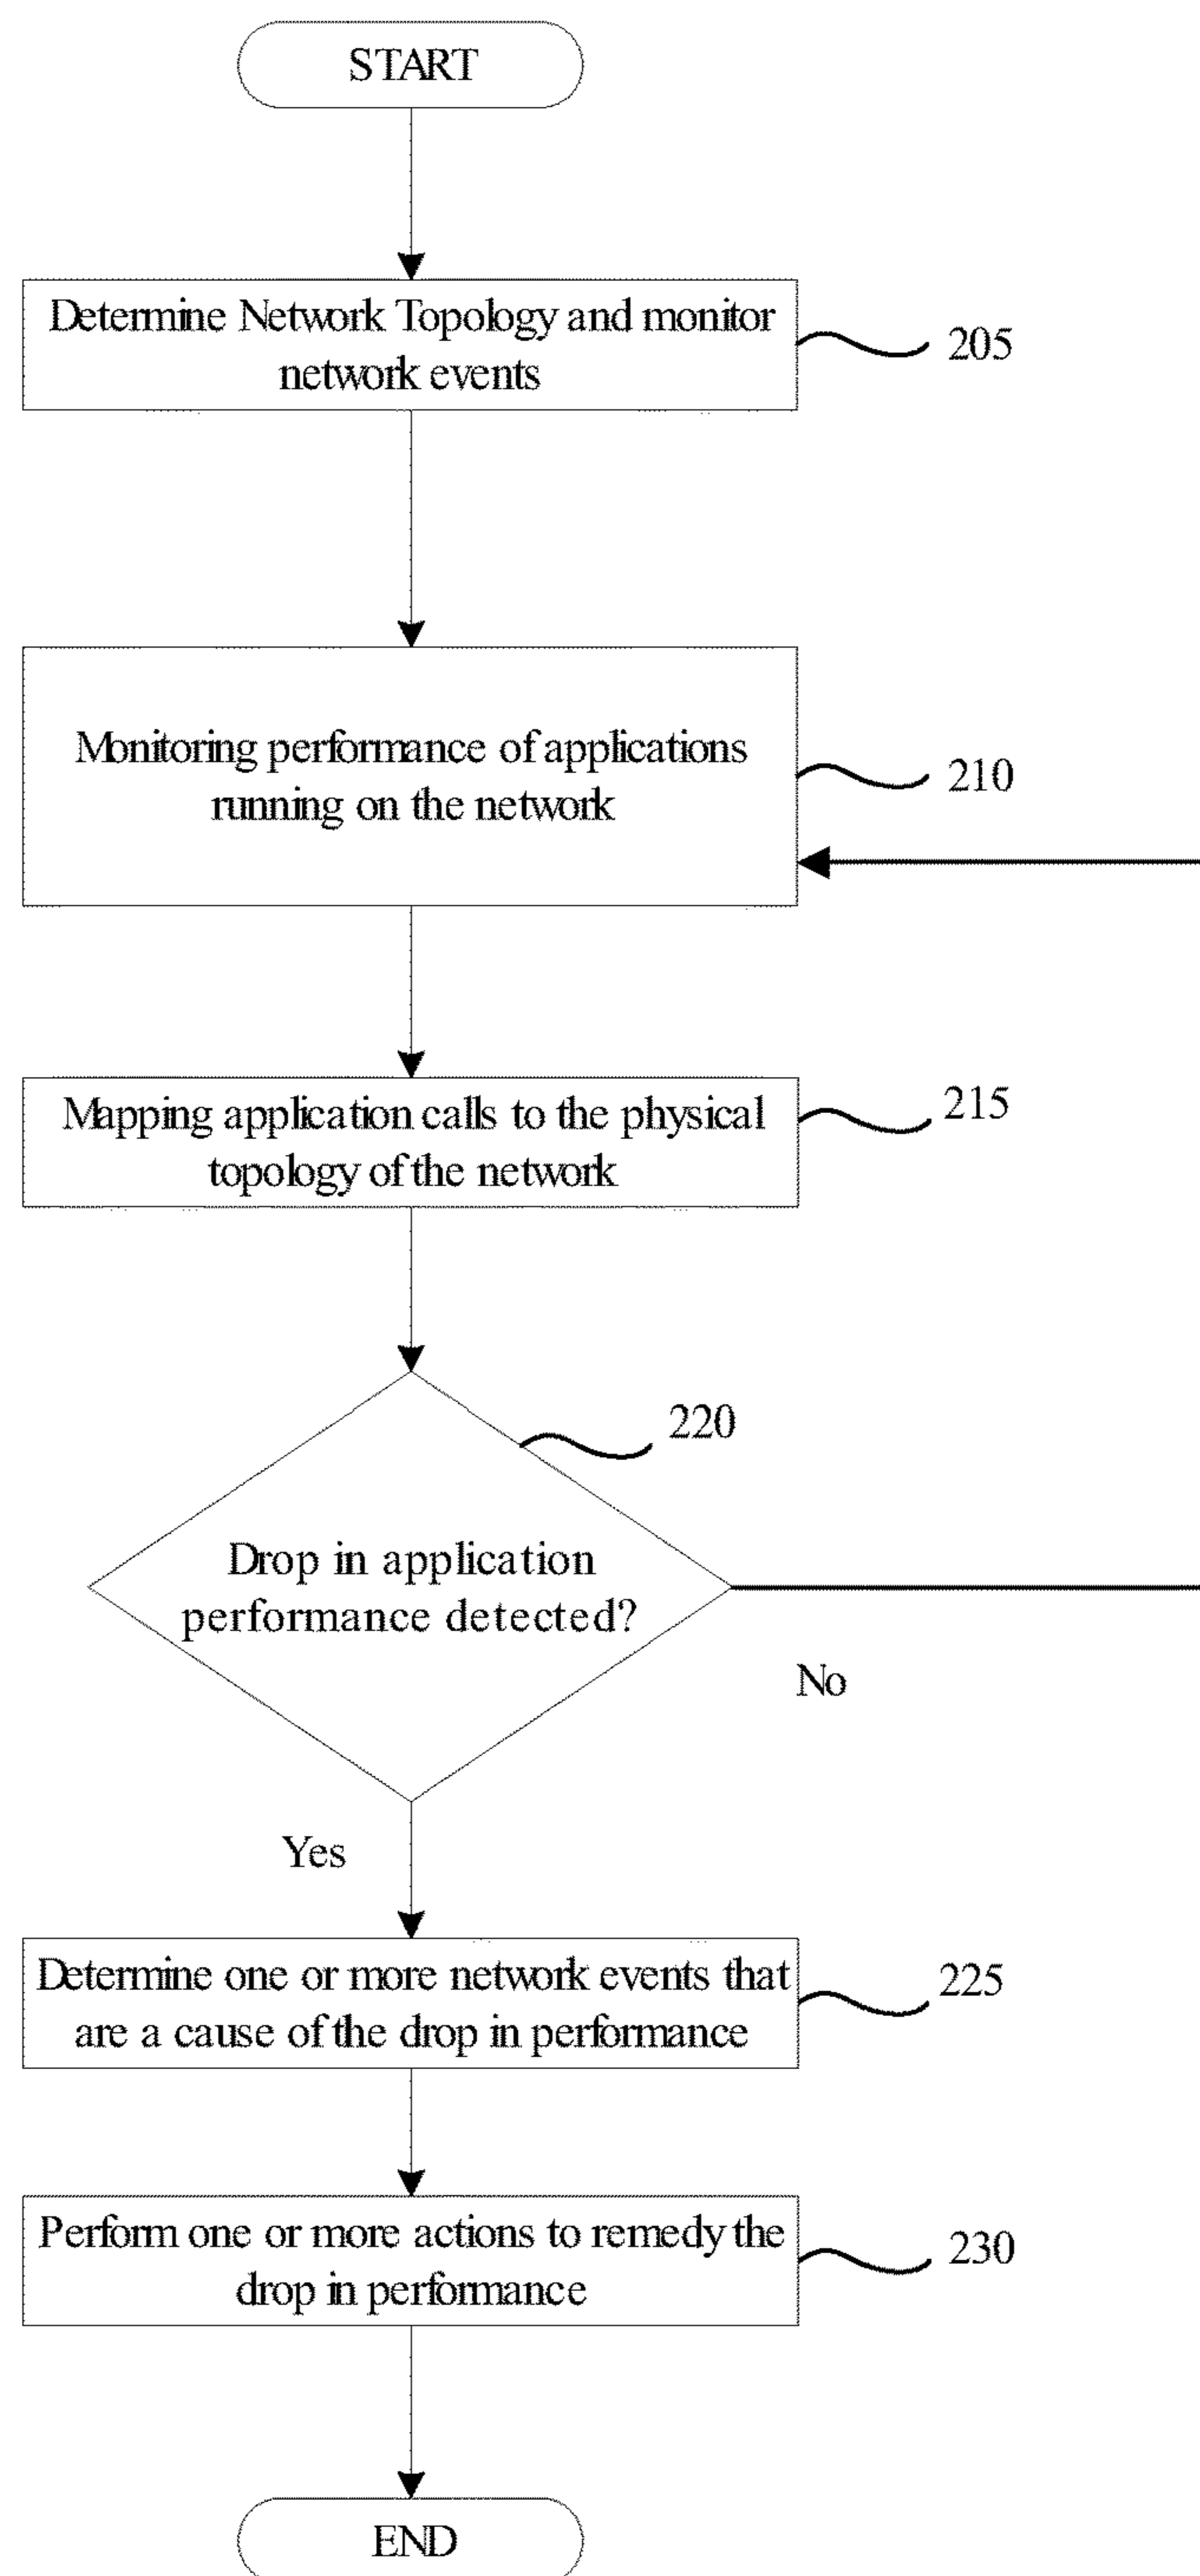 START
Determine Network Topology and monitor
network events
205
Monitoring performance of applications
running on the network
210
Mapping application calls to the physical
topology of the network
215
220
Drop in application
performance detected?
No
Yes
Determine one or more network events that
are a cause of the drop in performance
225
Perform one or more actions to remedy the
drop in performance
230
END